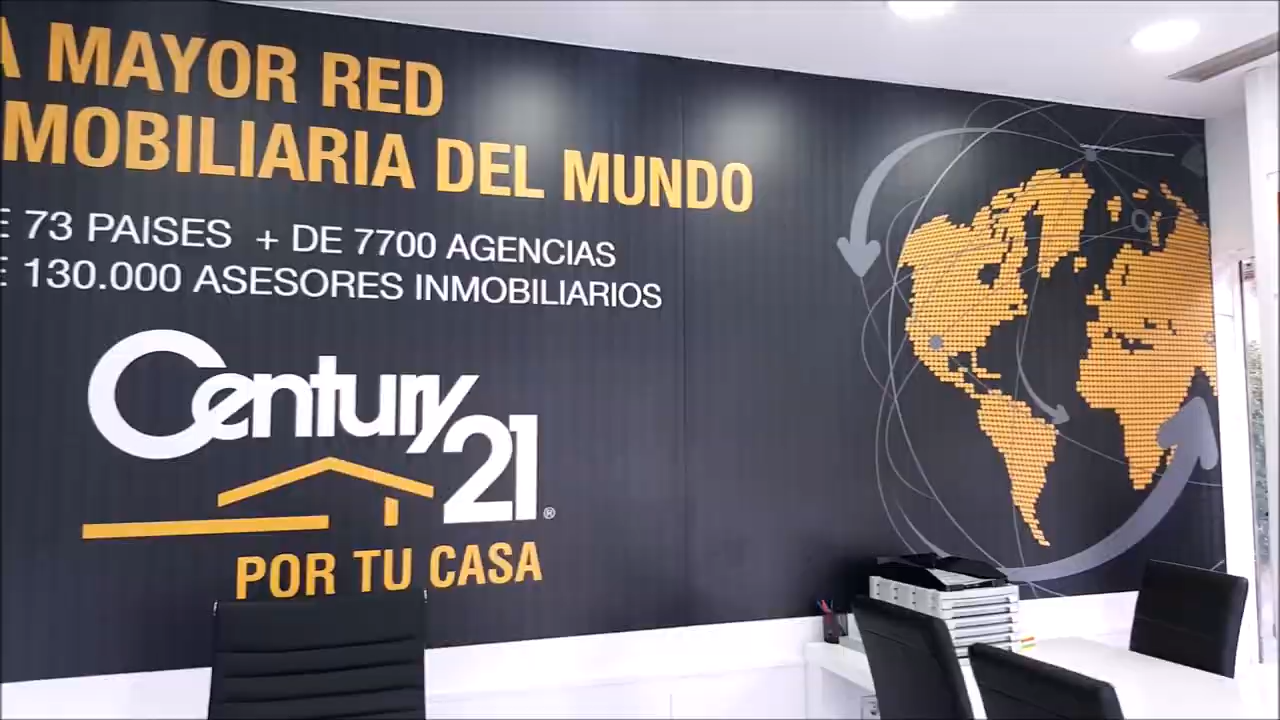 A MAYOR RED
MOBILIARIA DEL MUNDO
E 73 PAISES + DE 7700 AGENCIAS
E 130.000 ASESORES INMOBILIARIOS
Century 21®
POR TU CASA